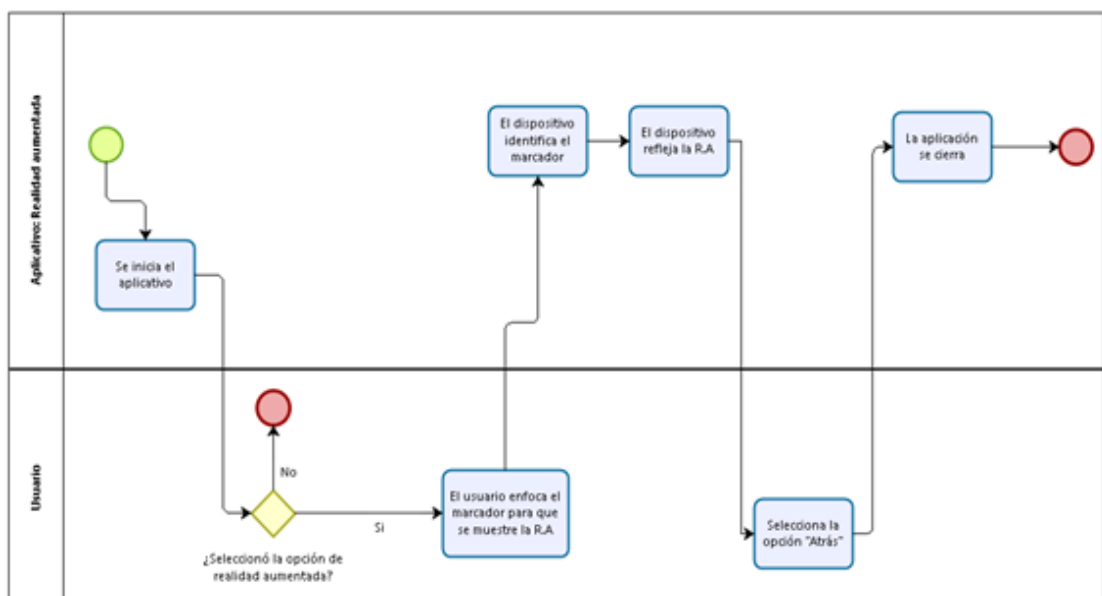 Aplicativo: Realidad aumentada
Se inicia el
aplicativo
El dispositivo
identifica el
marcador
El dispositivo
refleja la R.A
La aplicación
se cierra
Usuario
No
¿Seleccionó la opción de
realidad aumentada?
Si
El usuario enfoca el
marcador para que
se muestre la R.A
Selecciona la
opción "Atrás"